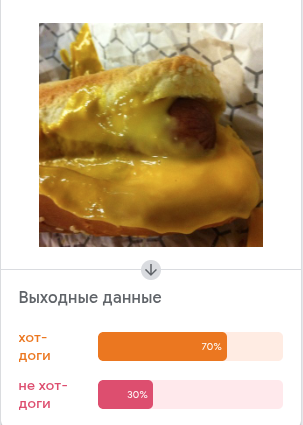 Выходные данные
хот-
доги
70%
не хот-
доги
30%